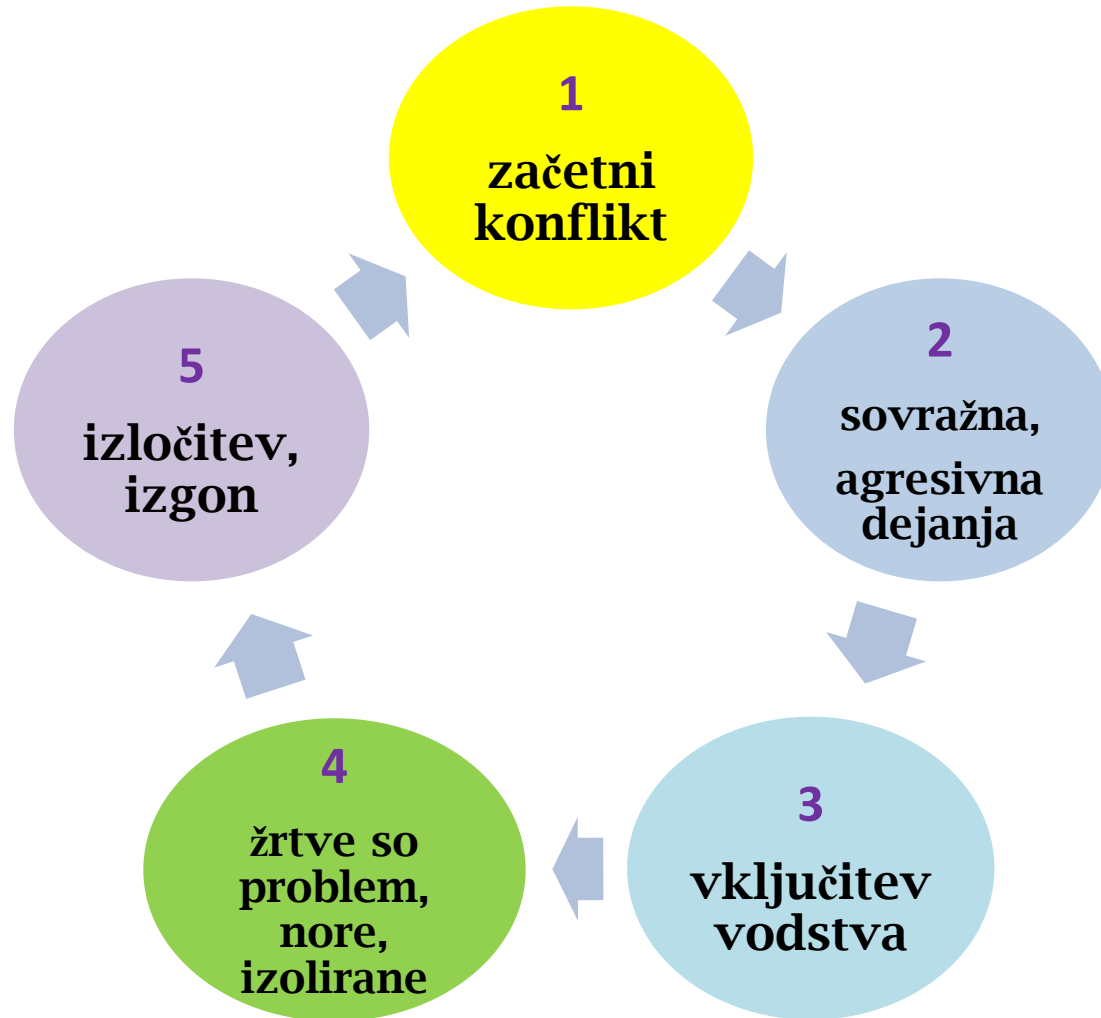 1
začetni
konflikt
2
sovražna,
agresivna
dejanja
3
vključitev
vodstva
4
žrtve so
problem,
nore,
izolirane
5
izločitev,
izgon